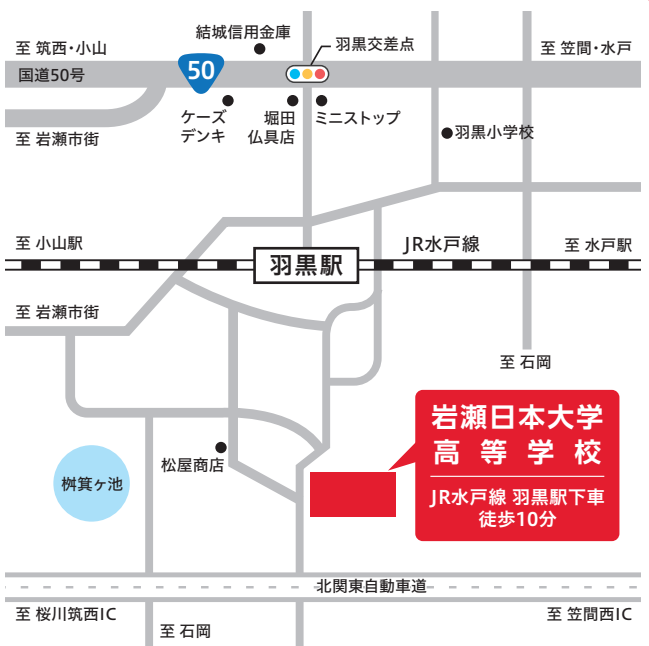 結城信用金庫
羽黒交差点
至 筑西・小山
至 笠間・水戸
国道50号
50
ケーズ
デンキ
堀田
仏具店
ミニストップ
至 岩瀬市街
羽黒小学校
至 小山駅
JR水戸線
至 水戸駅
羽黒駅
至 岩瀬市街
至 石岡
岩瀬日本大学
高等学校
JR水戸線 羽黒駅下車
徒歩10分
松屋商店
桝箕ヶ池
北関東自動車道
至 桜川筑西IC
至 笠間西IC
至 石岡